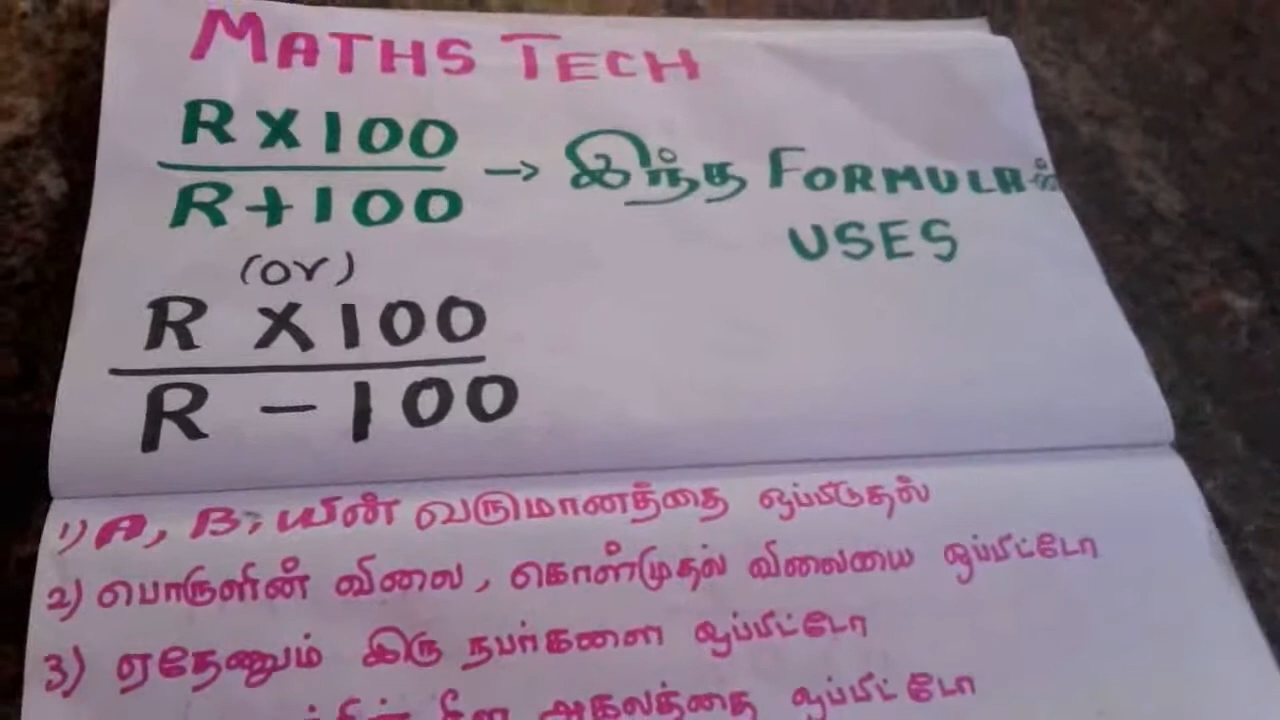 MATHS TECH
R X 100
R + 100 → இந்த FORMULAன்
USES
(or)
R X 100
R - 100
1) A, B, யின் வருமானத்தை ஒப்பிடுதல்
2) பொருளின் விலை, கொள்முதல் விலையை ஒப்பிட்டோ
3) ஏதேனும் இரு நபர்களை ஒப்பிட்டோ
அகலத்தை ஒப்பிட்டோ